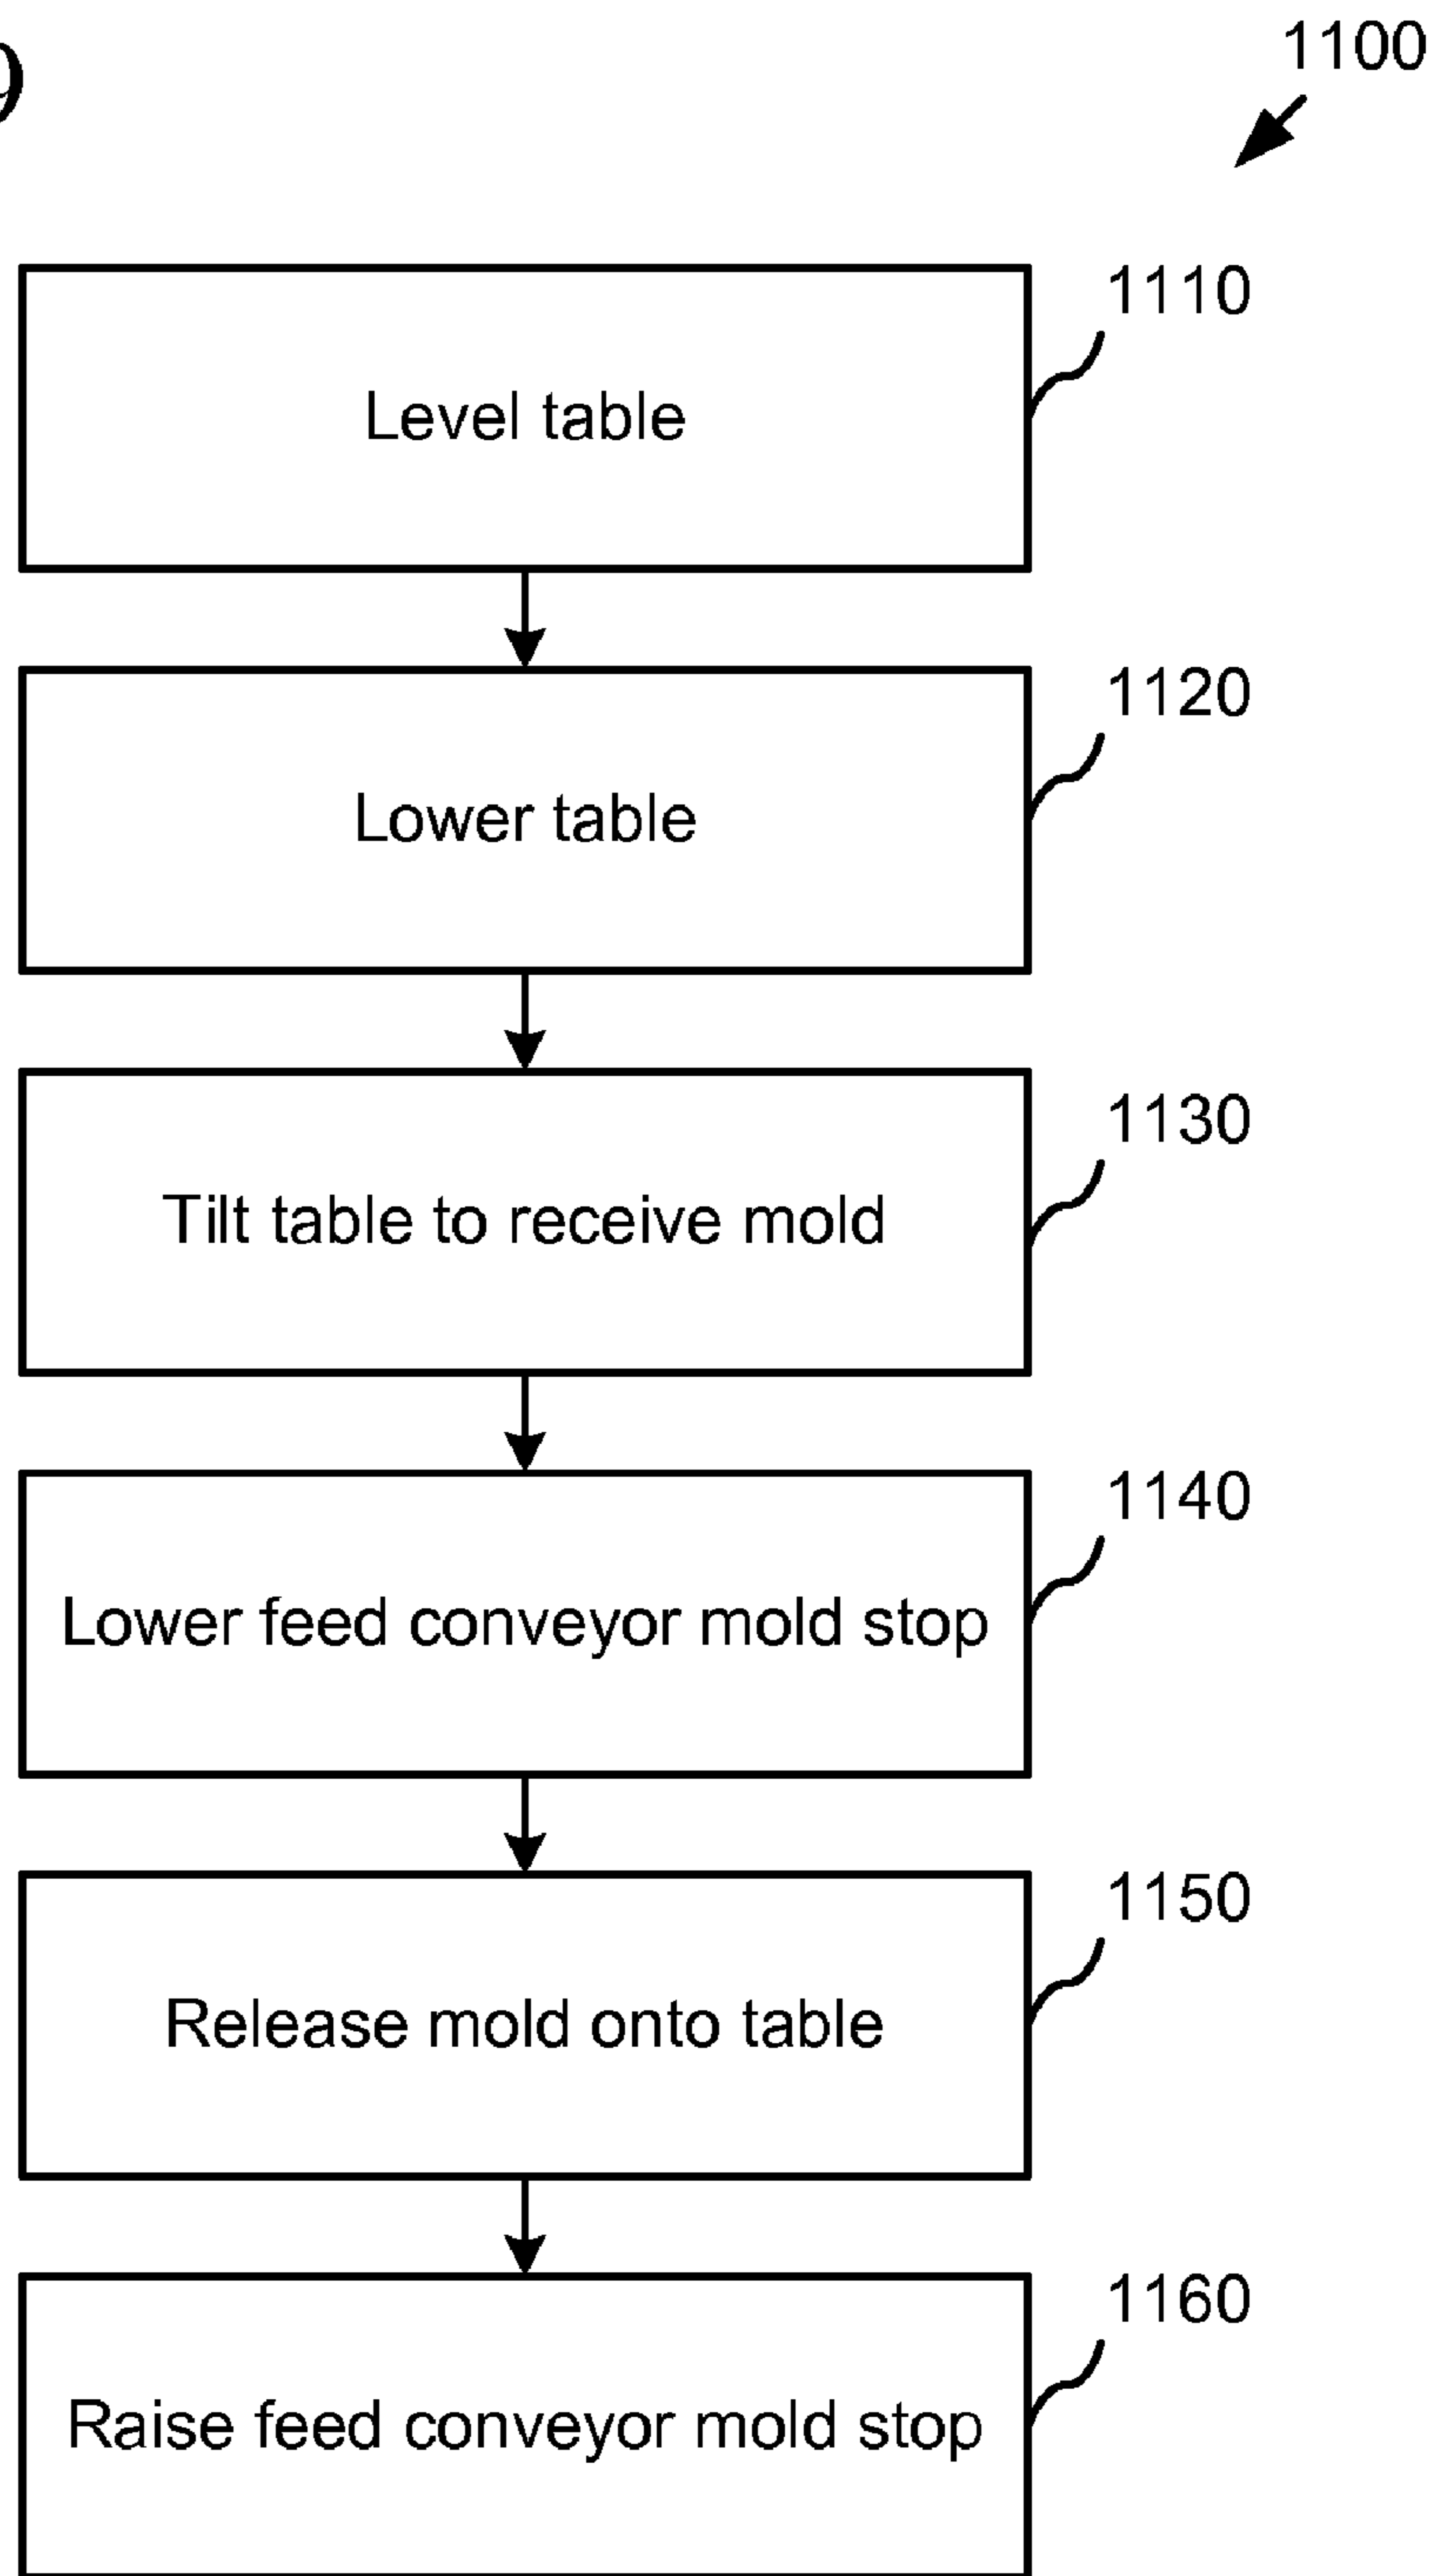 9
1100
1110
Level table
1120
Lower table
1130
Tilt table to receive mold
1140
Lower feed conveyor mold stop
1150
Release mold onto table
1160
Raise feed conveyor mold stop